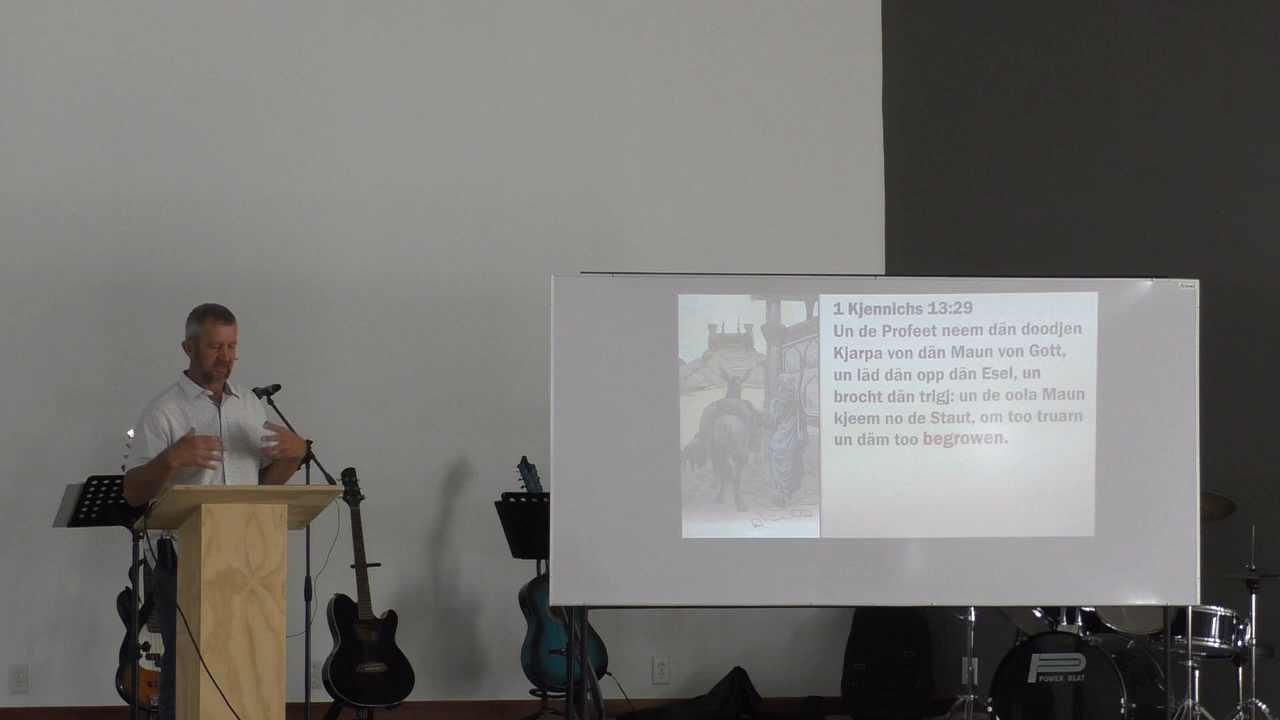 1 Kjennichs 13:29
Un de Profeet neem dän doodjen
Kjarpa von dän Maun von Gott,
un läd dän opp dän Esel, un
brocht dän trigj: un de oola Maun
kjeem no de Staut, om too truarn
un däm too begrowen.
POWER BEAT